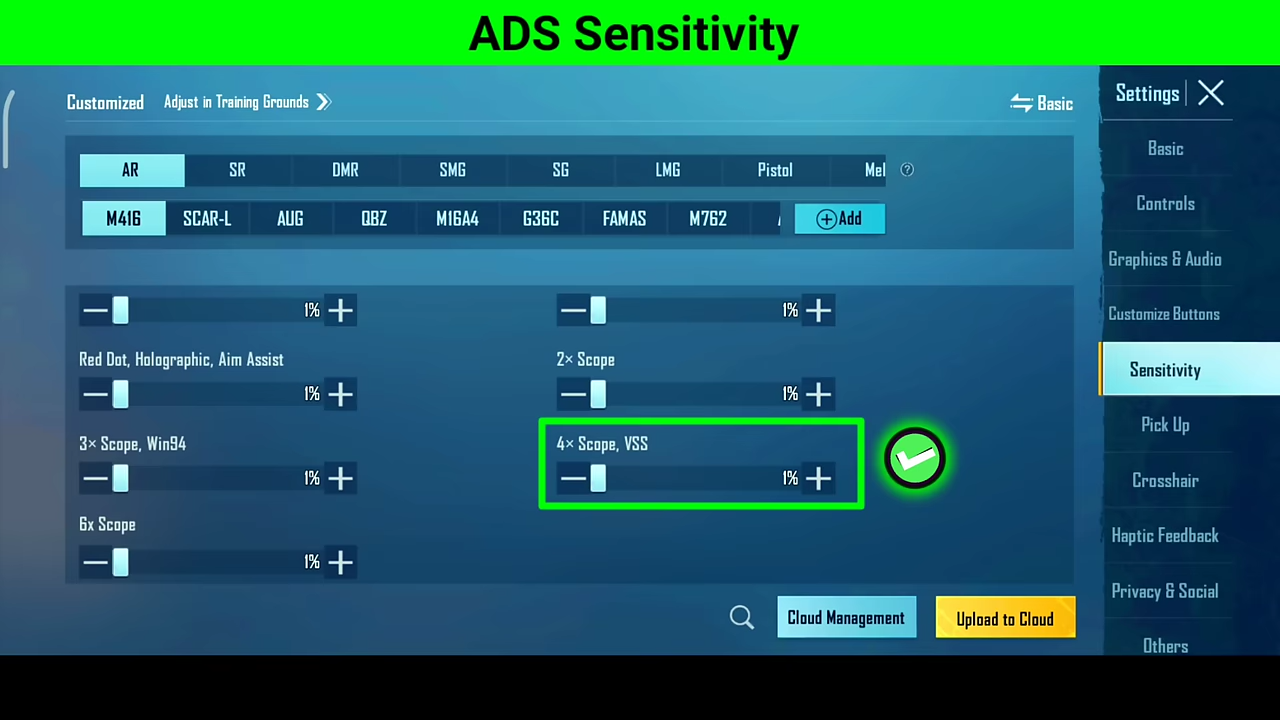 ADS Sensitivity
Customized Adjust in Training Grounds Basic
Settings
AR SR DMR SMG SG LMG Pistol Mel ?
M416 SCAR-L AUG QBZ M16A4 G36C FAMAS M762 Add
1% 1%
Red Dot, Holographic, Aim Assist 2× Scope
1% 1%
3× Scope, Win94 4× Scope, VSS
1% 1%
6x Scope
1%
Cloud Management Upload to Cloud
Basic
Controls
Graphics & Audio
Customize Buttons
Sensitivity
Pick Up
Crosshair
Haptic Feedback
Privacy & Social
Others